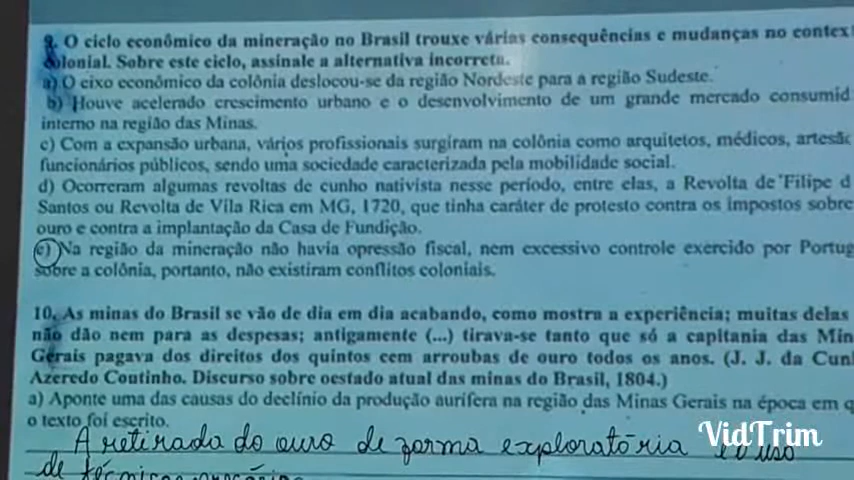 9. O ciclo econômico da mineração no Brasil trouxe várias consequências e mudanças no contex
colonial. Sobre este ciclo, assinale a alternativa incorreta.
a) O eixo econômico da colônia deslocou-se da região Nordeste para a região Sudeste.
b) Houve acelerado crescimento urbano e o desenvolvimento de um grande mercado consumid
interno na região das Minas.
c) Com a expansão urbana, vários profissionais surgiram na colônia como arquitetos, médicos, artesão
funcionários públicos, sendo uma sociedade caracterizada pela mobilidade social.
d) Ocorreram algumas revoltas de cunho nativista nesse período, entre elas, a Revolta de Filipe d
Santos ou Revolta de Vila Rica em MG, 1720, que tinha caráter de protesto contra os impostos sobre
ouro e contra a implantação da Casa de Fundição.
e) Na região da mineração não havia opressão fiscal, nem excessivo controle exercido por Portug
sobre a colônia, portanto, não existiram conflitos coloniais.
10. As minas do Brasil se vão de dia em dia acabando, como mostra a experiência; muitas delas
não dão nem para as despesas; antigamente (...) tirava-se tanto que só a capitania das Min
Gerais pagava dos direitos dos quintos cem arroubas de ouro todos os anos. (J. J. da Cun
Azeredo Coutinho. Discurso sobre oestado atual das minas do Brasil, 1804.)
a) Aponte uma das causas do declínio da produção aurífera na região das Minas Gerais na época em q
o texto foi escrito.
A retirada do ouro de forma exploratória e o uso
de técnicas precárias
VidTrim